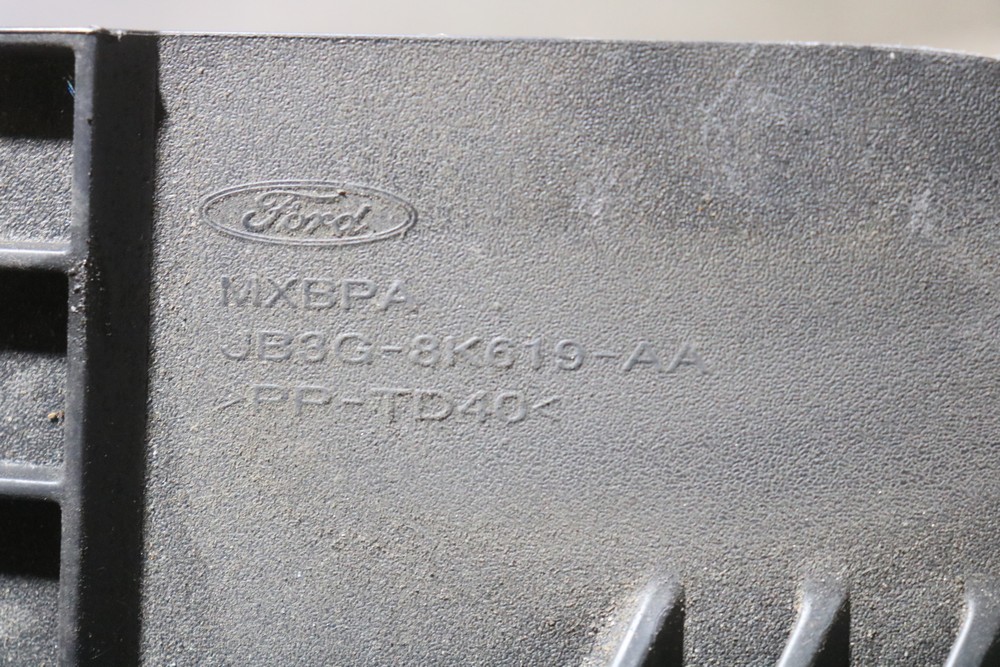 Ford
MXBPA
JB3G-8K619-AA
>PP-TD40<